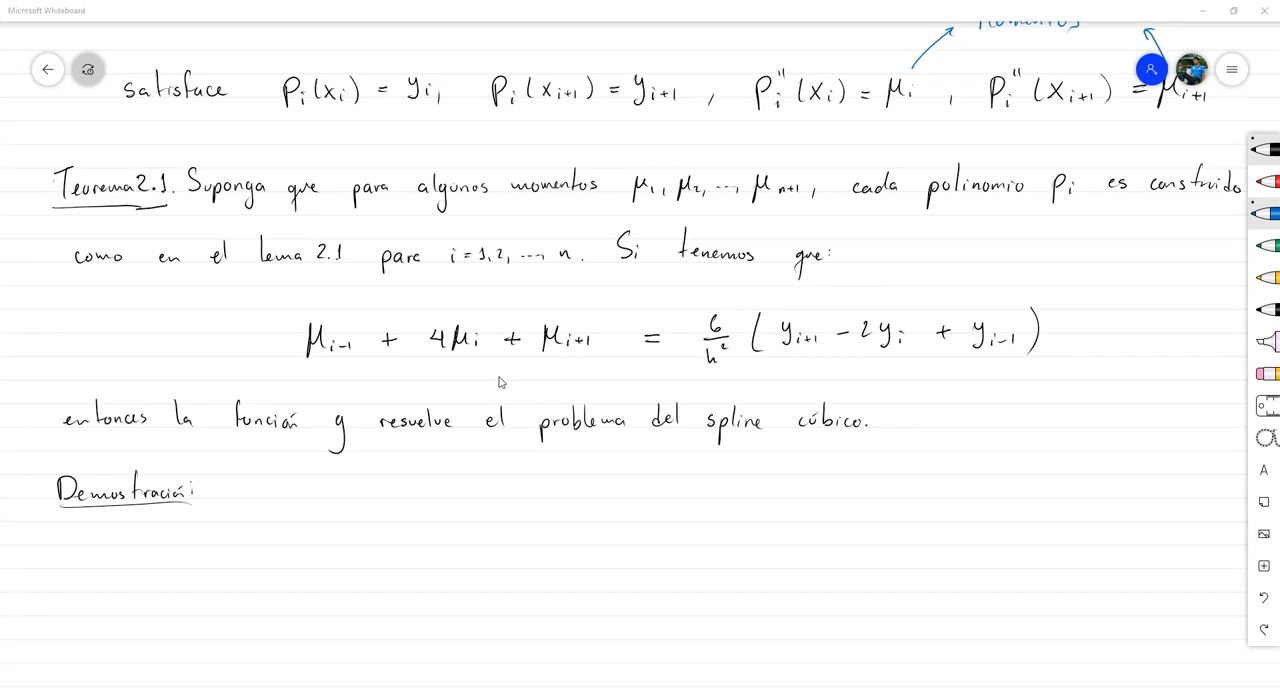 Microsoft Whiteboard
Momentos
satisface Pi(xi) = yi, Pi(xi+1) = yi+1, Pi''(xi) = μi, Pi''(xi+1) = μi+1
Teorema 2.1. Suponga que para algunos momentos μ1, μ2, ..., μn+1, cada polinomio Pi es construido
como en el lema 2.1 para i=1,2,...,n. Si tenemos que:
μi-1 + 4μi + μi+1 = 6/h² (yi+1 - 2yi + yi-1)
entonces la función g resuelve el problema del spline cúbico.
Demostración:
A